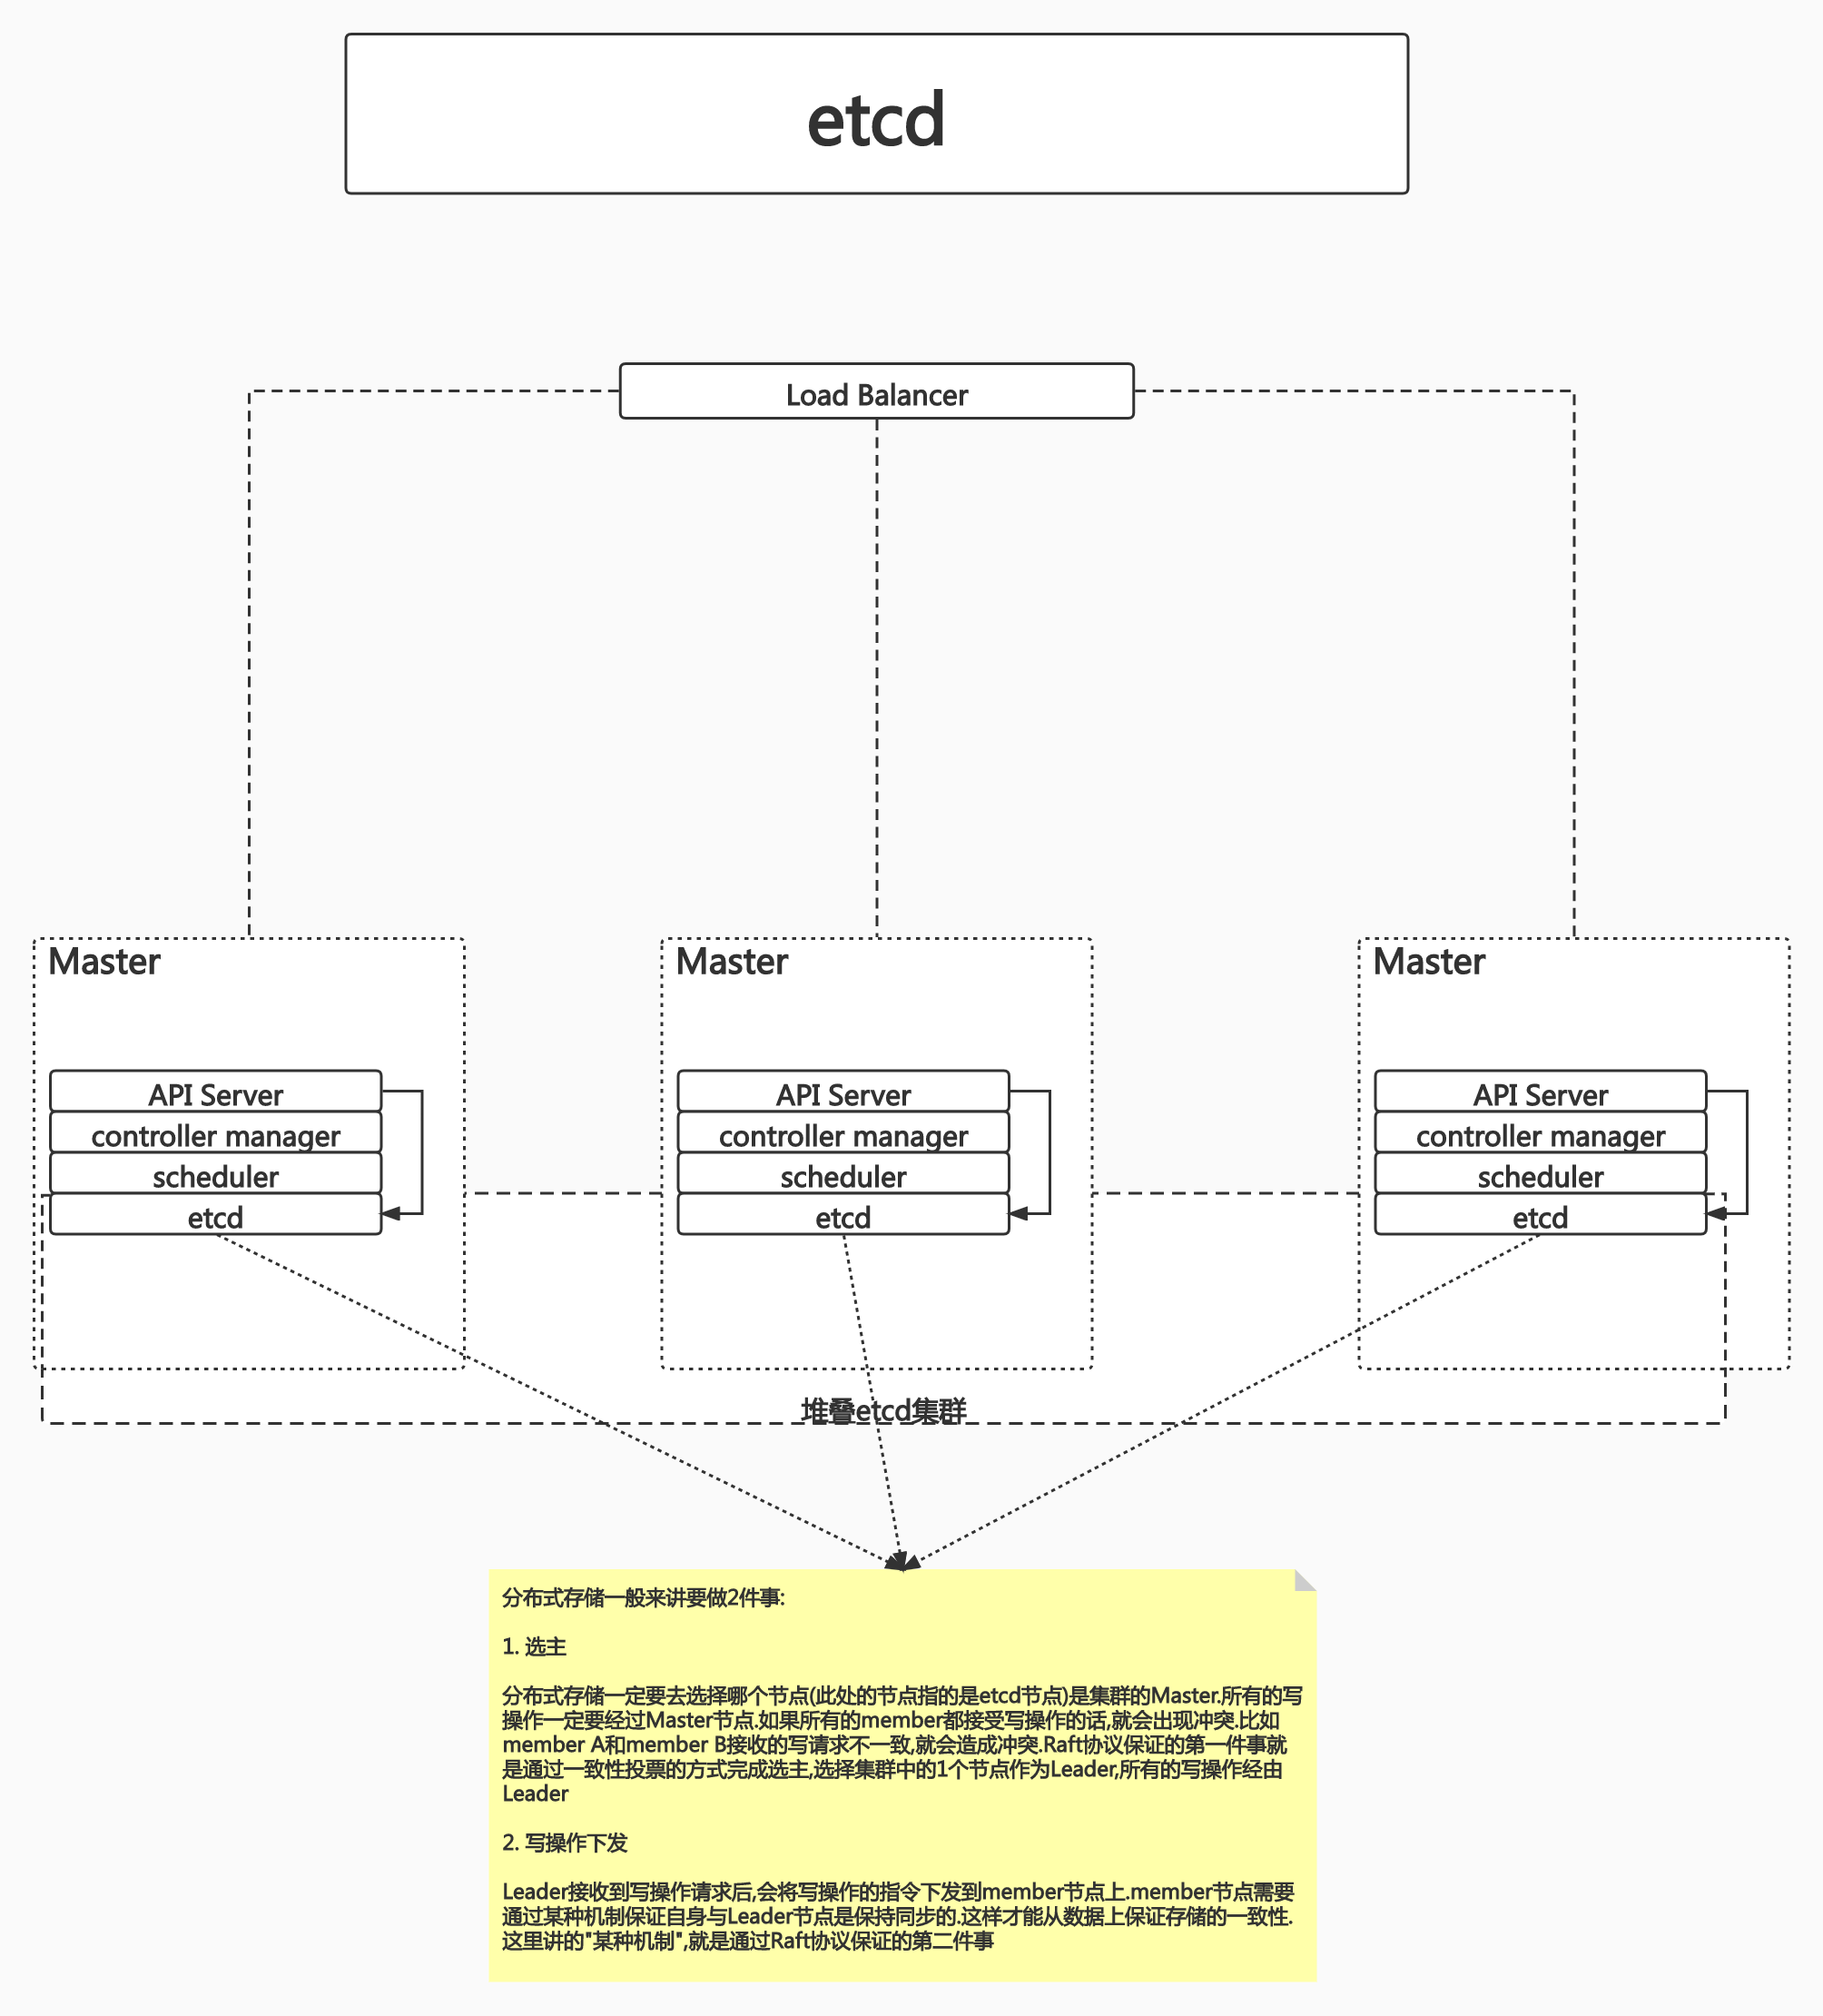 etcd
Load Balancer
Master
Master
Master
API Server
controller manager
scheduler
etcd
API Server
controller manager
scheduler
etcd
API Server
controller manager
scheduler
etcd
堆叠etcd集群
分布式存储一般来讲要做2件事:
1. 选主
分布式存储一定要去选择哪个节点(此处的节点指的是etcd节点)是集群的Master.所有的写
操作一定要经过Master节点.如果所有的member都接受写操作的话,就会出现冲突.比如
member A和member B接收的写请求不一致,就会造成冲突.Raft协议保证的第一件事就
是通过一致性投票的方式完成选主,选择集群中的1个节点作为Leader,所有的写操作经由
Leader
2. 写操作下发
Leader接收到写操作请求后,会将写操作的指令下发到member节点上.member节点需要
通过某种机制保证自身与Leader节点是保持同步的.这样才能从数据上保证存储的一致性.
这里讲的"某种机制",就是通过Raft协议保证的第二件事